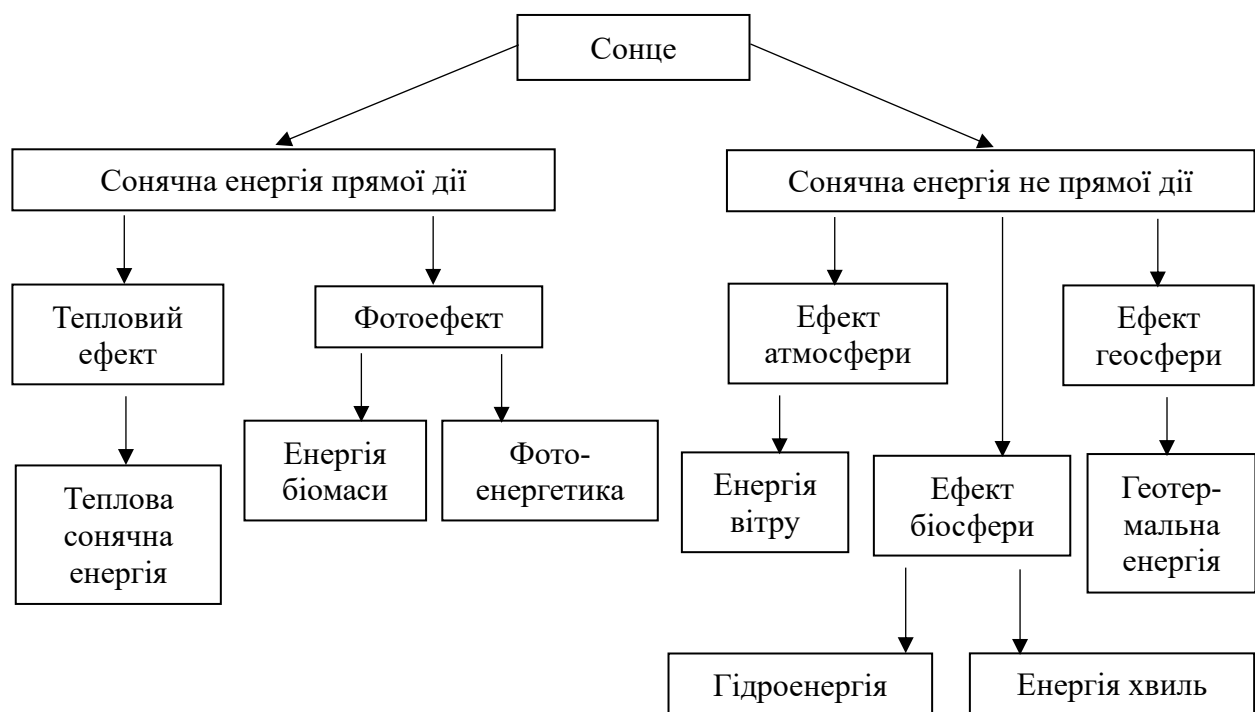 Сонце
Сонячна енергія прямої дії
Сонячна енергія не прямої дії
Тепловий
ефект
Фотоефект
Ефект
атмосфери
Ефект
геосфери
Енергія
біомаси
Фото-
енергетика
Теплова
сонячна
енергія
Енергія
вітру
Ефект
біосфери
Геотер-
мальна
енергія
Гідроенергія
Енергія хвиль